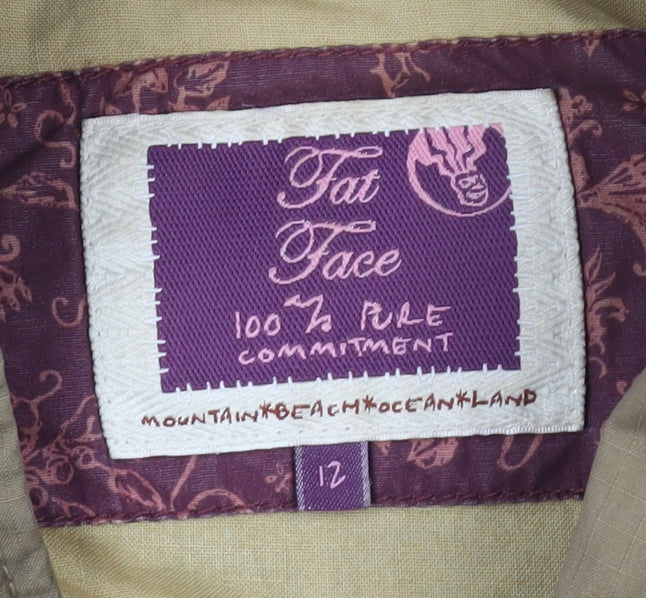 Fat
Face
100% PURE
COMMITMENT
MOUNTAIN*BEACH*OCEAN*LAND
12